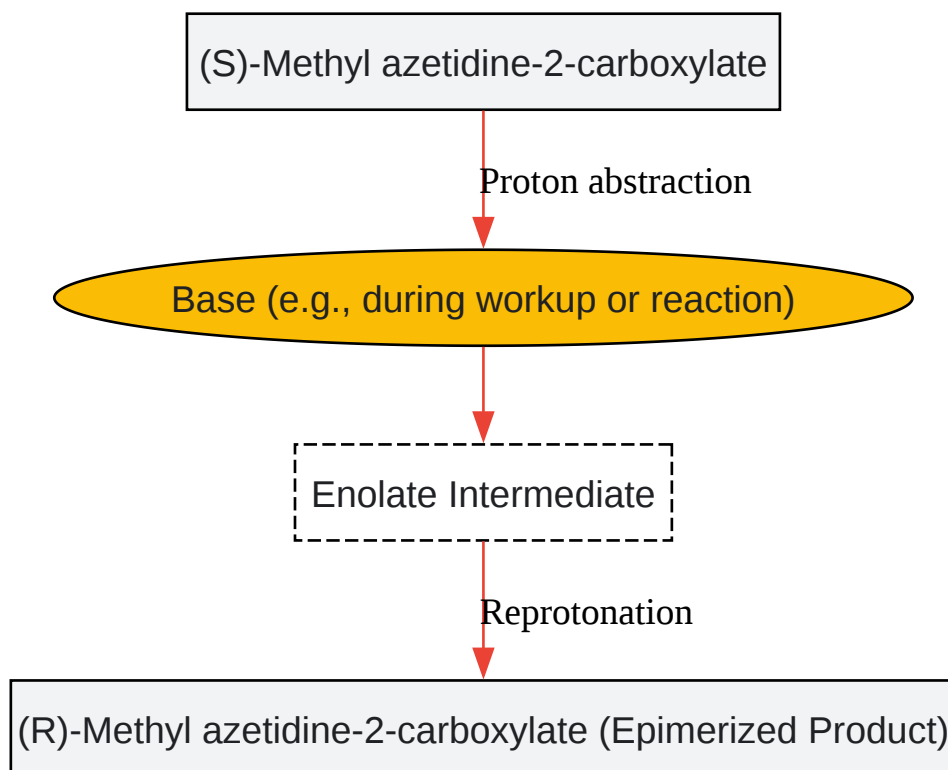 (S)-Methyl azetidine-2-carboxylate
Proton abstraction
Base (e.g., during workup or reaction)
Enolate Intermediate
Reprotonation
(R)-Methyl azetidine-2-carboxylate (Epimerized Product)